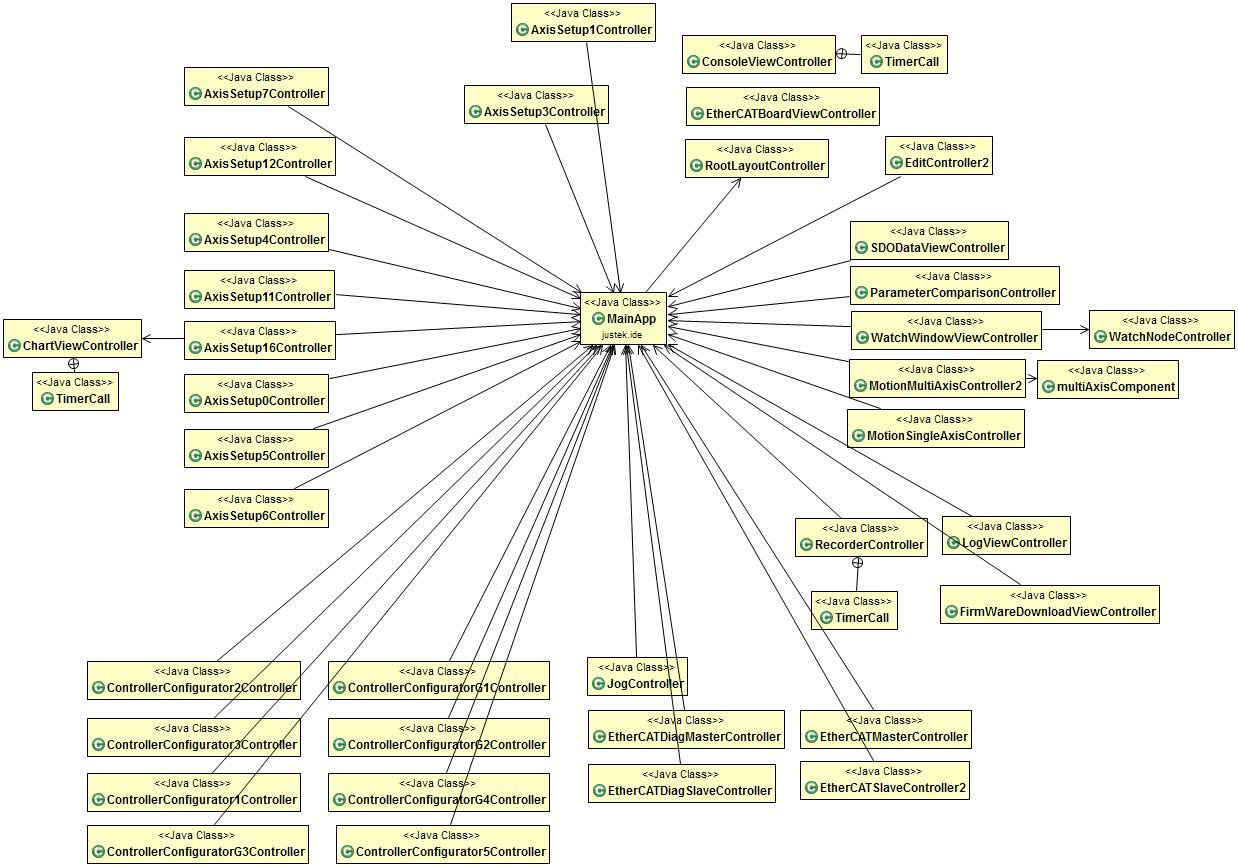 <<Java Class>>
AxisSetup1Controller
<<Java Class>>
ConsoleViewController
<<Java Class>>
TimerCall
<<Java Class>>
AxisSetup7Controller
<<Java Class>>
AxisSetup3Controller
<<Java Class>>
EtherCATBoardViewController
<<Java Class>>
AxisSetup12Controller
<<Java Class>>
RootLayoutController
<<Java Class>>
EditController2
<<Java Class>>
AxisSetup4Controller
<<Java Class>>
SDODataViewController
<<Java Class>>
AxisSetup11Controller
<<Java Class>>
ParameterComparisonController
<<Java Class>>
MainApp
justek.ide
<<Java Class>>
ChartViewController
<<Java Class>>
AxisSetup16Controller
<<Java Class>>
WatchWindowViewController
<<Java Class>>
WatchNodeController
<<Java Class>>
TimerCall
<<Java Class>>
AxisSetup0Controller
<<Java Class>>
MotionMultiAxisController2
<<Java Class>>
multiAxisComponent
<<Java Class>>
AxisSetup5Controller
<<Java Class>>
MotionSingleAxisController
<<Java Class>>
AxisSetup6Controller
<<Java Class>>
RecorderController
<<Java Class>>
LogViewController
<<Java Class>>
TimerCall
<<Java Class>>
FirmWareDownloadViewController
<<Java Class>>
ControllerConfigurator2Controller
<<Java Class>>
ControllerConfiguratorG1Controller
<<Java Class>>
JogController
<<Java Class>>
ControllerConfigurator3Controller
<<Java Class>>
ControllerConfiguratorG2Controller
<<Java Class>>
EtherCATDiagMasterController
<<Java Class>>
EtherCATMasterController
<<Java Class>>
ControllerConfigurator1Controller
<<Java Class>>
ControllerConfiguratorG4Controller
<<Java Class>>
EtherCATDiagSlaveController
<<Java Class>>
EtherCATSlaveController2
<<Java Class>>
ControllerConfiguratorG3Controller
<<Java Class>>
ControllerConfigurator5Controller